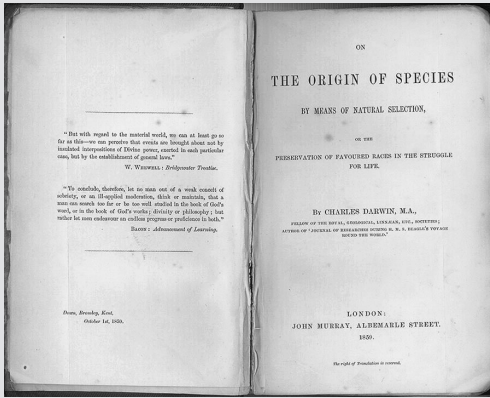 "But with regard to the material world, we can at least go so
far as this—we can perceive that events are brought about not by
insulated interpositions of Divine power, exerted in each particular
case, but by the establishment of general laws."
W. WHEWELL: Bridgewater Treatise.
"To conclude, therefore, let no man out of a weak conceit of
sobriety, or an ill-applied moderation, think or maintain, that a
man can search too far or be too well studied in the book of God's
word, or in the book of God's works; divinity or philosophy; but
rather let men endeavour an endless progress or proficience in both."
BACON: Advancement of Learning.
Down, Bromley, Kent,
October 1st, 1859.
ON
THE ORIGIN OF SPECIES
BY MEANS OF NATURAL SELECTION,
OR THE
PRESERVATION OF FAVOURED RACES IN THE STRUGGLE
FOR LIFE.
BY CHARLES DARWIN, M.A.,
FELLOW OF THE ROYAL, GEOLOGICAL, LINNÆAN, ETC., SOCIETIES;
AUTHOR OF 'JOURNAL OF RESEARCHES DURING H. M. S. BEAGLE'S VOYAGE
ROUND THE WORLD.'
LONDON:
JOHN MURRAY, ALBEMARLE STREET.
1859.
The right of Translation is reserved.